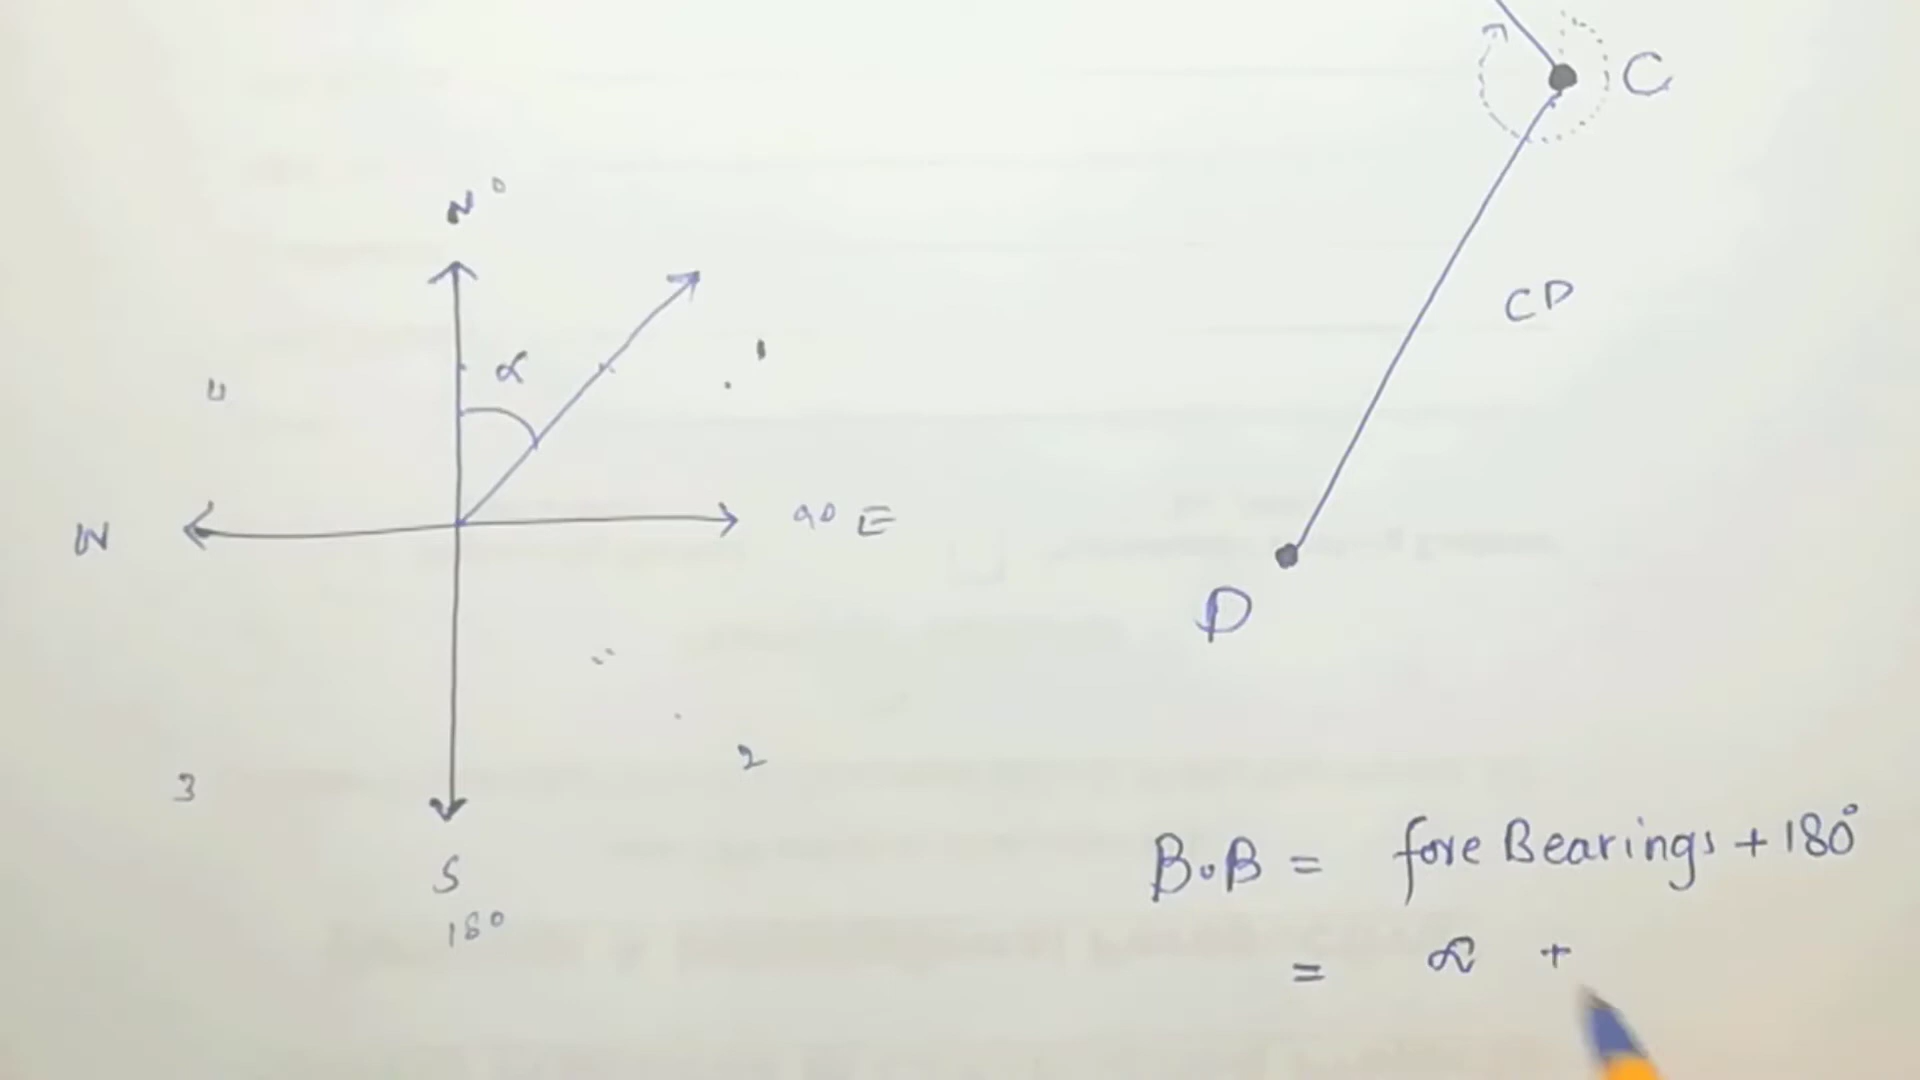 C
N 0
α
1
CD
4
W
90 E
D
2
3
S
180
B.B = fore Bearings + 180°
= α +